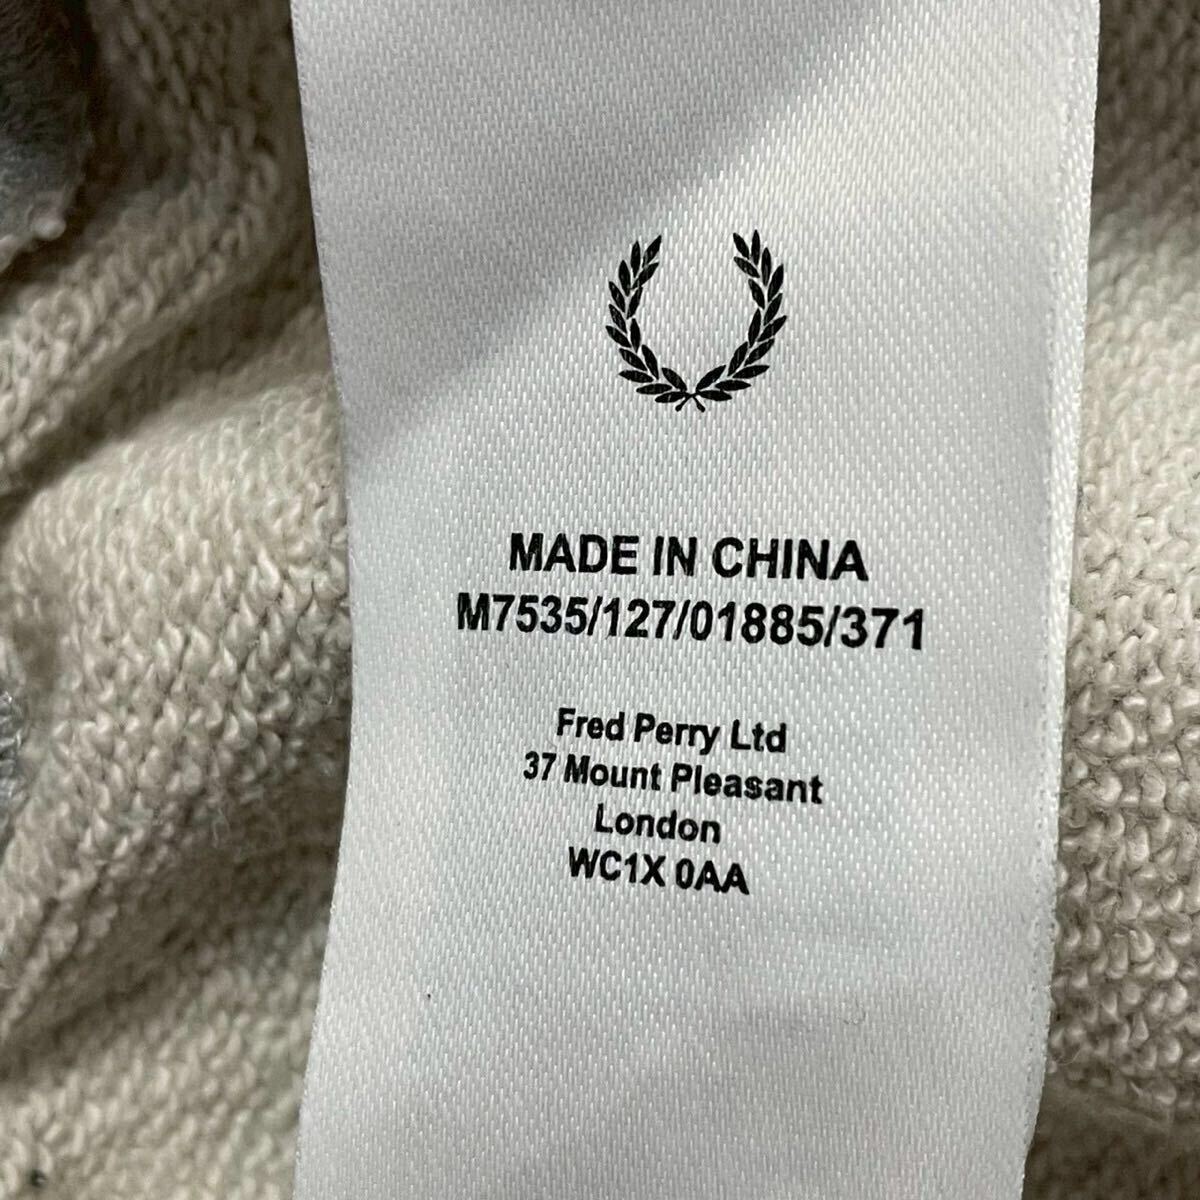 MADE IN CHINA
M7535/127/01885/371
Fred Perry Ltd
37 Mount Pleasant
London
WC1X 0AA